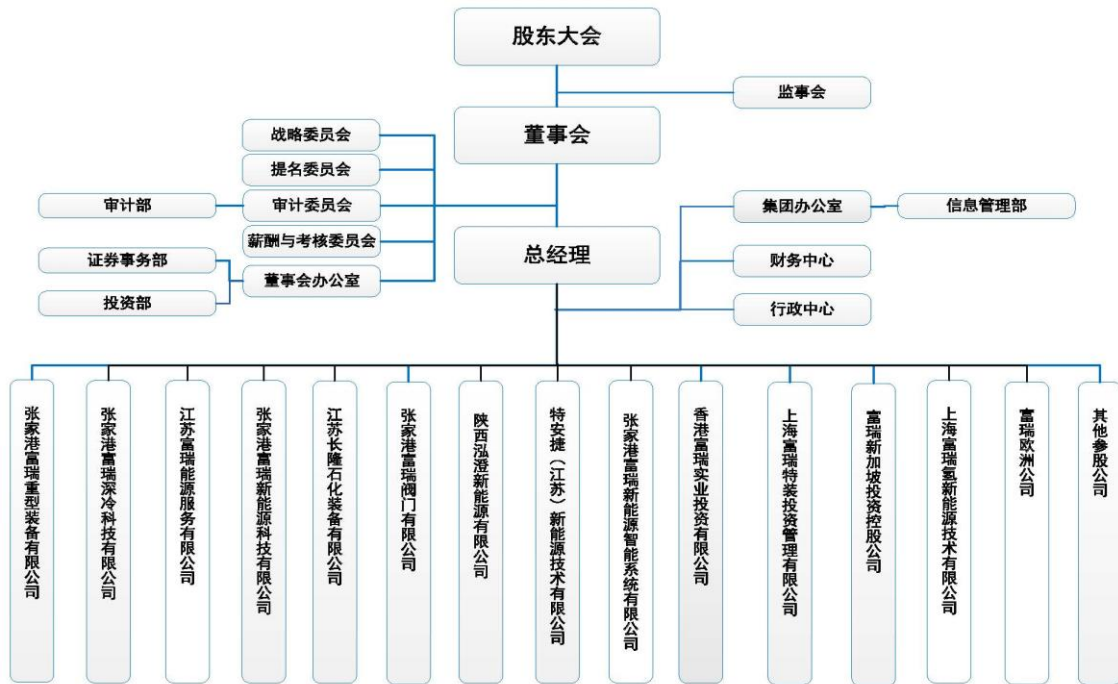 股东大会
监事会
董事会
战略委员会
提名委员会
审计部
审计委员会
集团办公室
信息管理部
薪酬与考核委员会
总经理
证券事务部
财务中心
董事会办公室
投资部
行政中心
张家港富瑞重型装备有限公司
张家港富瑞深冷科技有限公司
江苏富瑞能源服务有限公司
张家港富瑞新能源科技有限公司
江苏长隆石化装备有限公司
张家港富瑞阀门有限公司
陕西泓澄新能源有限公司
特安捷（江苏）新能源技术有限公司
张家港富瑞新能源智能系统有限公司
香港富瑞实业投资有限公司
上海富瑞特装投资管理有限公司
富瑞新加坡投资控股公司
上海富瑞氢新能源技术有限公司
富瑞欧洲公司
其他参股公司